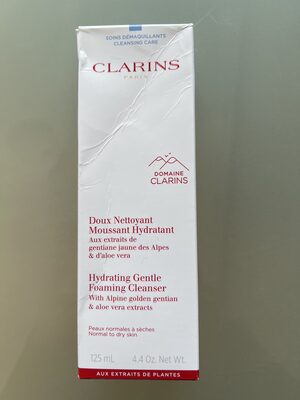 SOINS DÉMAQUILLANTS
CLEANSING CARE
CLARINS
PARIS
DOMAINE
CLARINS
Doux Nettoyant
Moussant Hydratant
Aux extraits de
gentiane jaune des Alpes
& d'aloe vera
Hydrating Gentle
Foaming Cleanser
With Alpine golden gentian
& aloe vera extracts
Peaux normales à sèches
Normal to dry skin
125 mL 4.4 Oz. Net Wt.
AUX EXTRAITS DE PLANTES